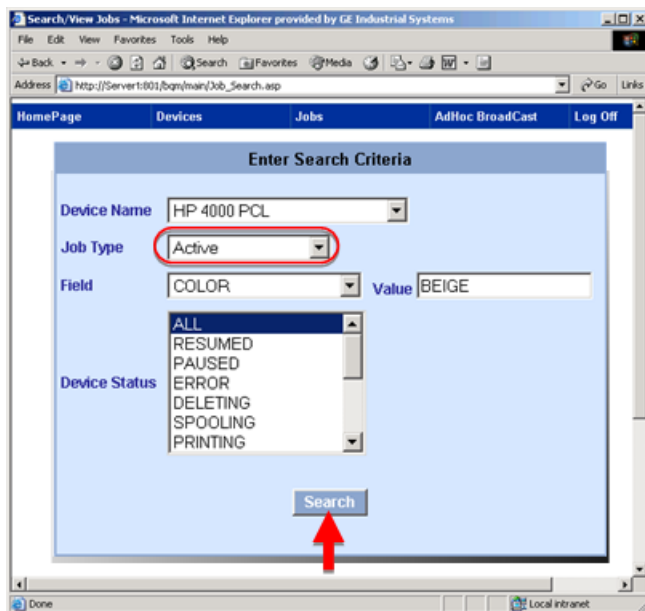 Search/View Jobs - Microsoft Internet Explorer provided by GE Industrial Systems
File Edit View Favorites Tools Help
Back Search Favorites Media
Address http://Server1:801/bqm/main/Job_Search.asp Go Links
HomePage Devices Jobs AdHoc BroadCast Log Off
Enter Search Criteria
Device Name HP 4000 PCL
Job Type Active
Field COLOR Value BEIGE
Device Status
ALL
RESUMED
PAUSED
ERROR
DELETING
SPOOLING
PRINTING
Search
Done Local intranet